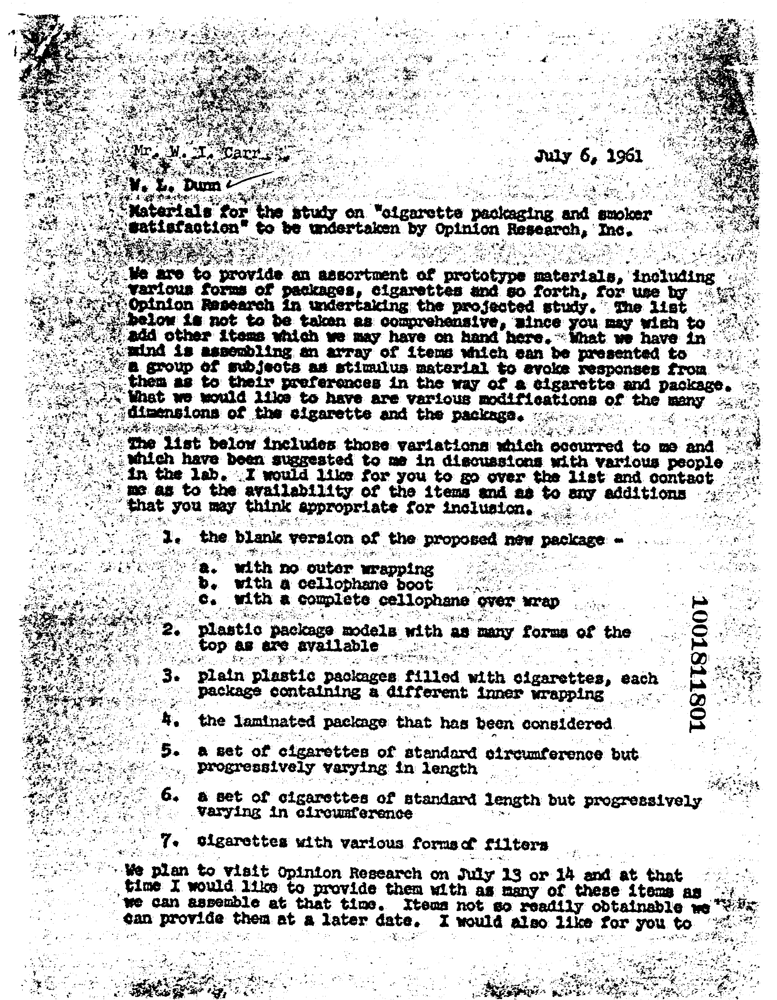 Mr. W. I. Carr
July 6, 1961
W. L. Dunn
Materials for the study on "cigarette packaging and smoker
satisfaction" to be undertaken by Opinion Research, Inc.
We are to provide an assortment of prototype materials, including
various forms of packages, cigarettes and so forth, for use by
Opinion Research in undertaking the projected study. The list
below is not to be taken as comprehensive, since you may wish to
add other items which we may have on hand here. What we have in
mind is assembling an array of items which can be presented to
a group of subjects as stimulus material to evoke responses from
them as to their preferences in the way of a cigarette and package.
What we would like to have are various modifications of the many
dimensions of the cigarette and the package.
The list below includes those variations which occurred to me and
which have been suggested to me in discussions with various people
in the lab. I would like for you to go over the list and contact
me as to the availability of the items and as to any additions
that you may think appropriate for inclusion.
1. the blank version of the proposed new package -
a. with no outer wrapping
b. with a cellophane boot
c. with a complete cellophane over wrap
2. plastic package models with as many forms of the
top as are available
3. plain plastic packages filled with cigarettes, each
package containing a different inner wrapping
4. the laminated package that has been considered
5. a set of cigarettes of standard circumference but
progressively varying in length
6. a set of cigarettes of standard length but progressively
varying in circumference
7. cigarettes with various forms of filters
We plan to visit Opinion Research on July 13 or 14 and at that
time I would like to provide them with as many of these items as
we can assemble at that time. Items not so readily obtainable we
can provide them at a later date. I would also like for you to
1001811801